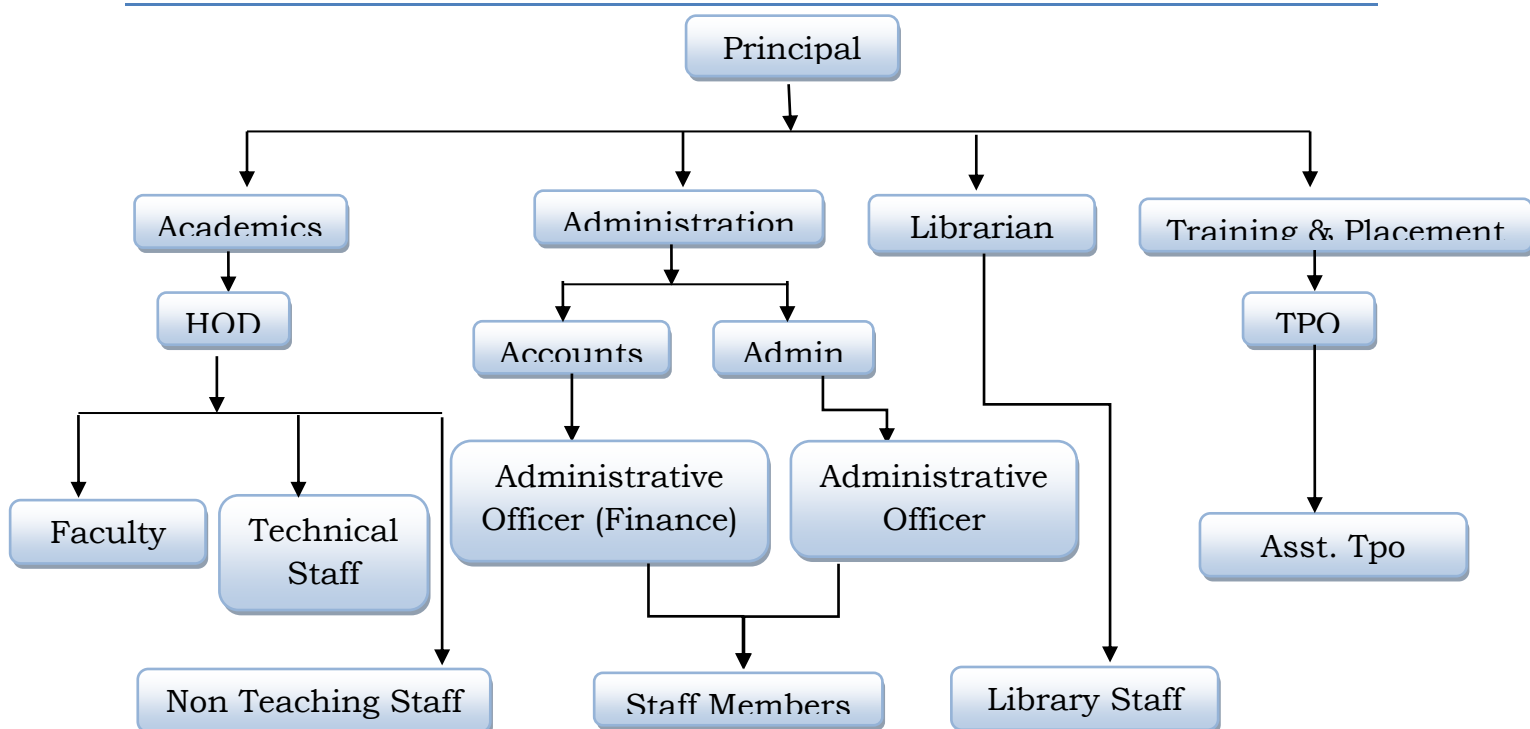 Principal
Academics
Administration
Librarian
Training & Placement
HOD
TPO
Accounts
Admin
Administrative
Officer (Finance)
Administrative
Officer
Faculty
Technical
Staff
Asst. Tpo
Non Teaching Staff
Staff Members
Library Staff